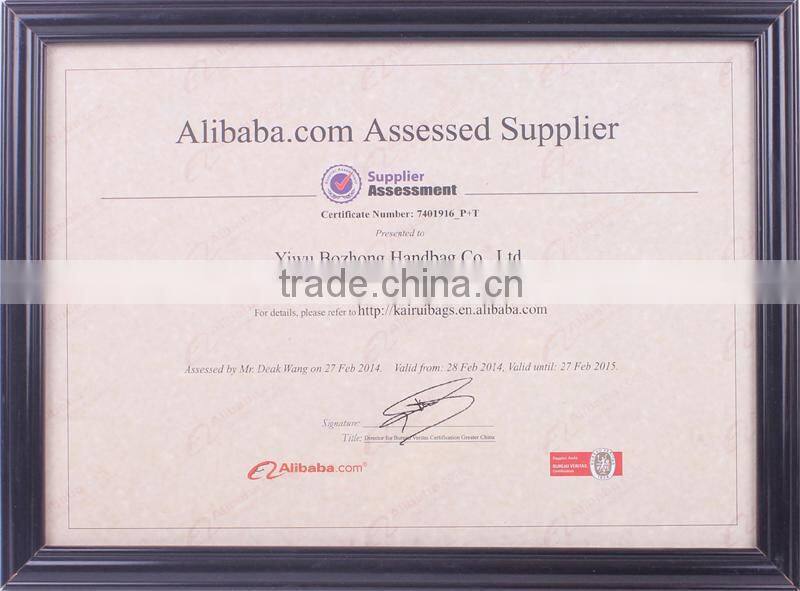 Alibaba.com Assessed Supplier
Supplier
Assessment
Certificate Number: 7401916_P+T
Presented to
Yiwu Bozhong Handbag Co., Ltd.
trade.china.cn
For details, please refer to http://kairuibags.en.alibaba.com
Assessed by Mr. Deak Wang on 27 Feb 2014. Valid from: 28 Feb 2014, Valid until: 27 Feb 2015.
Signature:
Title: Director for Bureau Veritas Certification Greater China
Alibaba.com®
BUREAU VERITAS
Certification